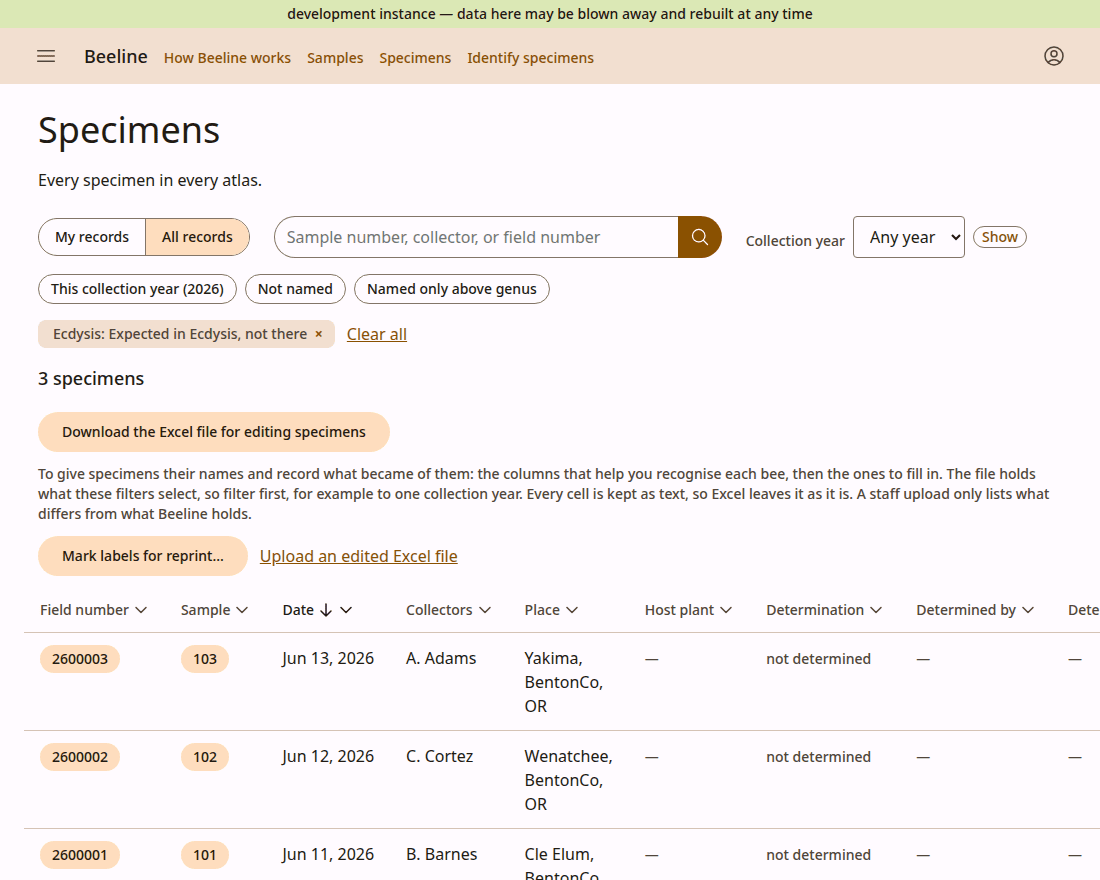 development instance — data here may be blown away and rebuilt at any time
Beeline How Beeline works Samples Specimens Identify specimens
Specimens
Every specimen in every atlas.
My records All records Sample number, collector, or field number Collection year Any year Show
This collection year (2026) Not named Named only above genus
Ecdysis: Expected in Ecdysis, not there × Clear all
3 specimens
Download the Excel file for editing specimens
To give specimens their names and record what became of them: the columns that help you recognise each bee, then the ones to fill in. The file holds
what these filters select, so filter first, for example to one collection year. Every cell is kept as text, so Excel leaves it as it is. A staff upload only lists what
differs from what Beeline holds.
Mark labels for reprint... Upload an edited Excel file
Field number Sample Date Collectors Place Host plant Determination Determined by Dete
2600003 103 Jun 13, 2026 A. Adams Yakima, — not determined — —
BentonCo,
OR
2600002 102 Jun 12, 2026 C. Cortez Wenatchee, — not determined — —
BentonCo,
OR
2600001 101 Jun 11, 2026 B. Barnes Cle Elum, — not determined — —
BentonCo